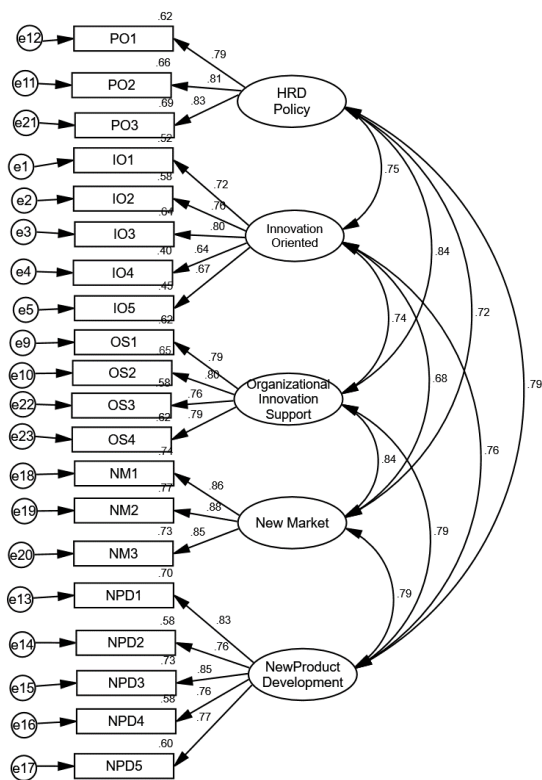 .62
e12
PO1
.79
.66
e11
PO2
.81
HRD
Policy
.69
.83
e21
PO3
.52
e1
IO1
.75
.58
.72
e2
IO2
.76
.64
e3
IO3
.80
Innovation
Oriented
.84
.40
.64
e4
IO4
.67
.45
e5
IO5
.74
.72
.62
e9
OS1
.79
.68
.65
e10
OS2
.80
.79
.58
e22
OS3
.76
Organizational
Innovation
Support
.62
.79
e23
OS4
.74
.84
.76
e18
NM1
.86
.77
e19
NM2
.88
New Market
.73
.85
e20
NM3
.79
.70
e13
NPD1
.79
.83
.58
e14
NPD2
.76
.73
e15
NPD3
.85
NewProduct
Development
.58
.76
e16
NPD4
.77
.60
e17
NPD5